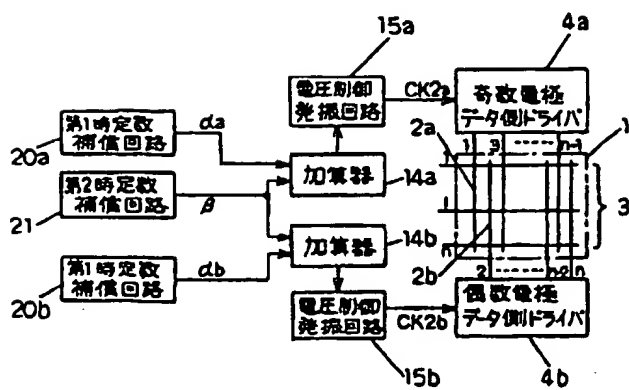 15a
4a
電圧制御
発振回路
CK2a
奇数電極
データ側ドライバ
1
第1時定数
補償回路
αa
20a
2a
1
3
n-1
加算器
14a
第2時定数
補償回路
β
21
1
3
加算器
14b
2b
n
第1時定数
補償回路
αb
20b
2
n-2
n
電圧制御
発振回路
CK2b
偶数電極
データ側ドライバ
15b
4b